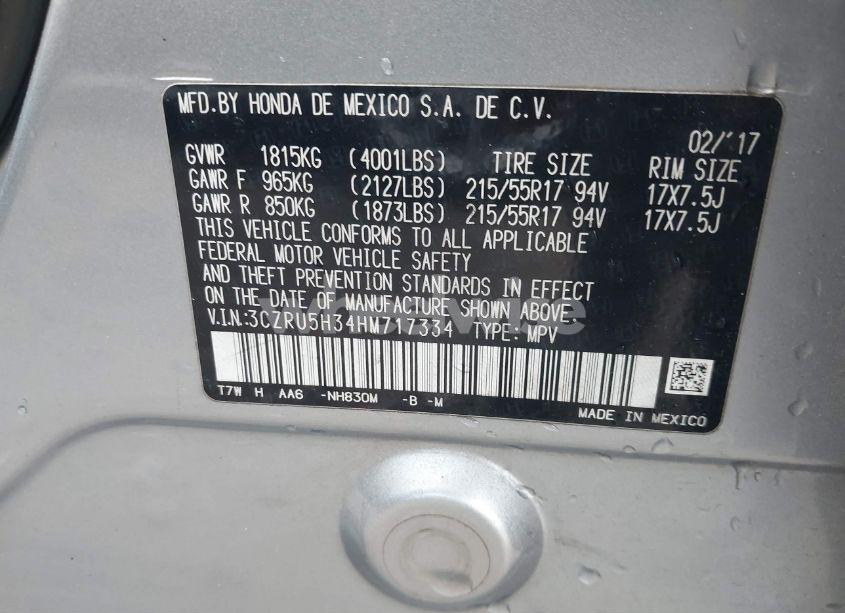 MFD.BY HONDA DE MEXICO S.A. DE C.V.
02/'17
GVWR 1815KG (4001LBS) TIRE SIZE RIM SIZE
GAWR F 965KG (2127LBS) 215/55R17 94V 17X7.5J
GAWR R 850KG (1873LBS) 215/55R17 94V 17X7.5J
THIS VEHICLE CONFORMS TO ALL APPLICABLE
FEDERAL MOTOR VEHICLE SAFETY
AND THEFT PREVENTION STANDARDS IN EFFECT
ON THE DATE OF MANUFACTURE SHOWN ABOVE.
V.I.N:3CZRU5H34HM717334 TYPE: MPV
T7W H AA6 -NH830M -B -M
MADE IN MEXICO